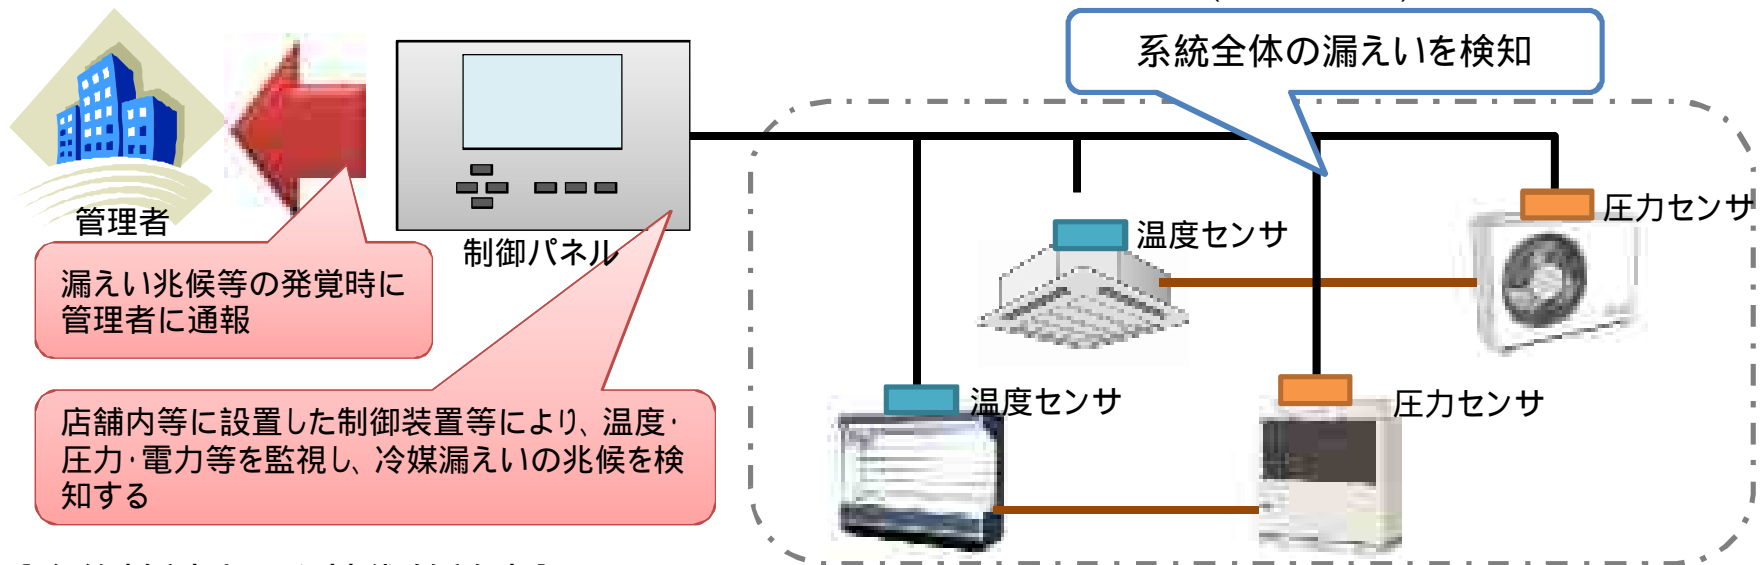 系統全体の漏えいを検知
管理者
制御パネル
漏えい兆候等の発覚時に
管理者に通報
店舗内等に設置した制御装置等により、温度・
圧力・電力等を監視し、冷媒漏えいの兆候を検
知する
温度センサ
圧力センサ
温度センサ
圧力センサ